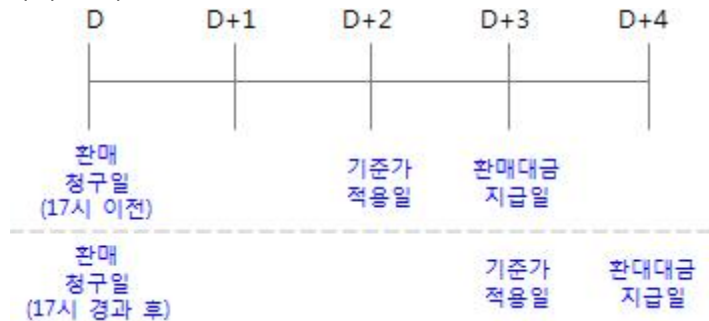 D D+1 D+2 D+3 D+4
환매
청구일
(17시 이전)
기준가
적용일
환매대금
지급일
환매
청구일
(17시 경과 후)
기준가
적용일
환대대금
지급일